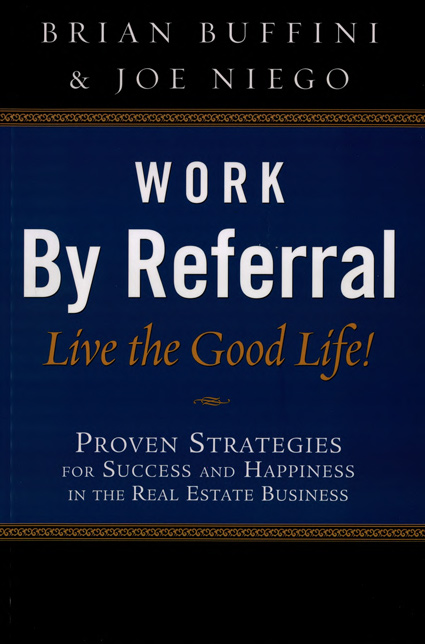 BRIAN BUFFINI
& JOE NIEGO
WORK
By Referral
Live the Good Life!
PROVEN STRATEGIES
FOR SUCCESS AND HAPPINESS
IN THE REAL ESTATE BUSINESS